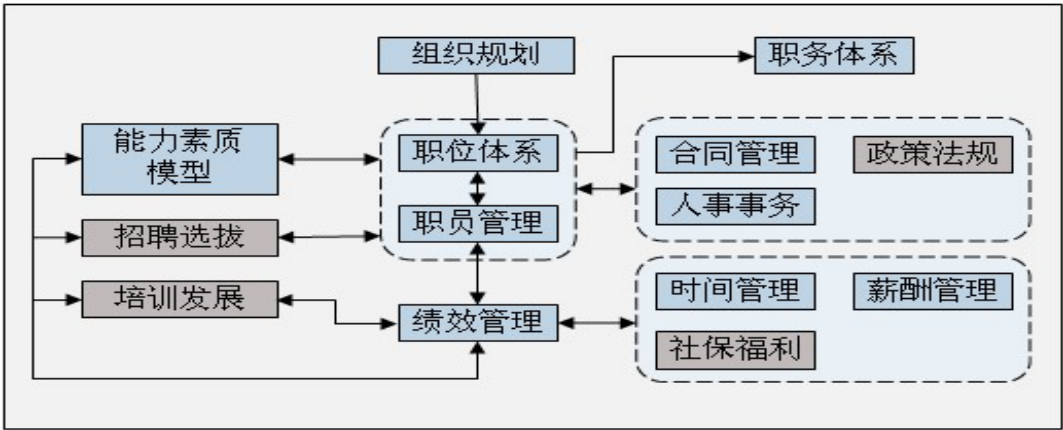 组织规划
职务体系
能力素质
模型
职位体系
合同管理
政策法规
人事事务
招聘选拔
职员管理
培训发展
绩效管理
时间管理
薪酬管理
社保福利